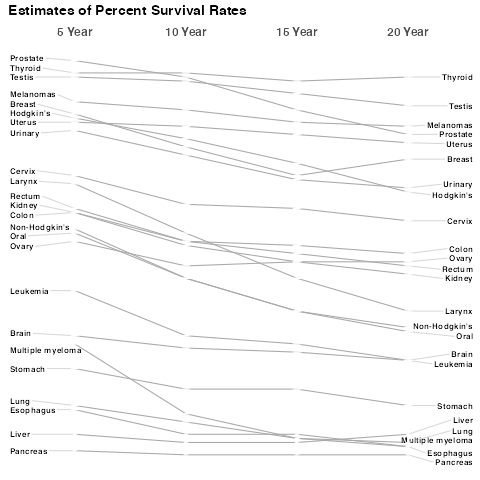 Estimates of Percent Survival Rates
5 Year 10 Year 15 Year 20 Year
Prostate
Thyroid
Testis
Melanomas
Breast
Hodgkin's
Uterus
Urinary
Cervix
Larynx
Rectum
Kidney
Colon
Non-Hodgkin's
Oral
Ovary
Leukemia
Brain
Multiple myeloma
Stomach
Lung
Esophagus
Liver
Pancreas
Thyroid
Testis
Melanomas
Prostate
Uterus
Breast
Urinary
Hodgkin's
Cervix
Colon
Ovary
Rectum
Kidney
Larynx
Non-Hodgkin's
Oral
Brain
Leukemia
Stomach
Liver
Lung
Multiple myeloma
Esophagus
Pancreas